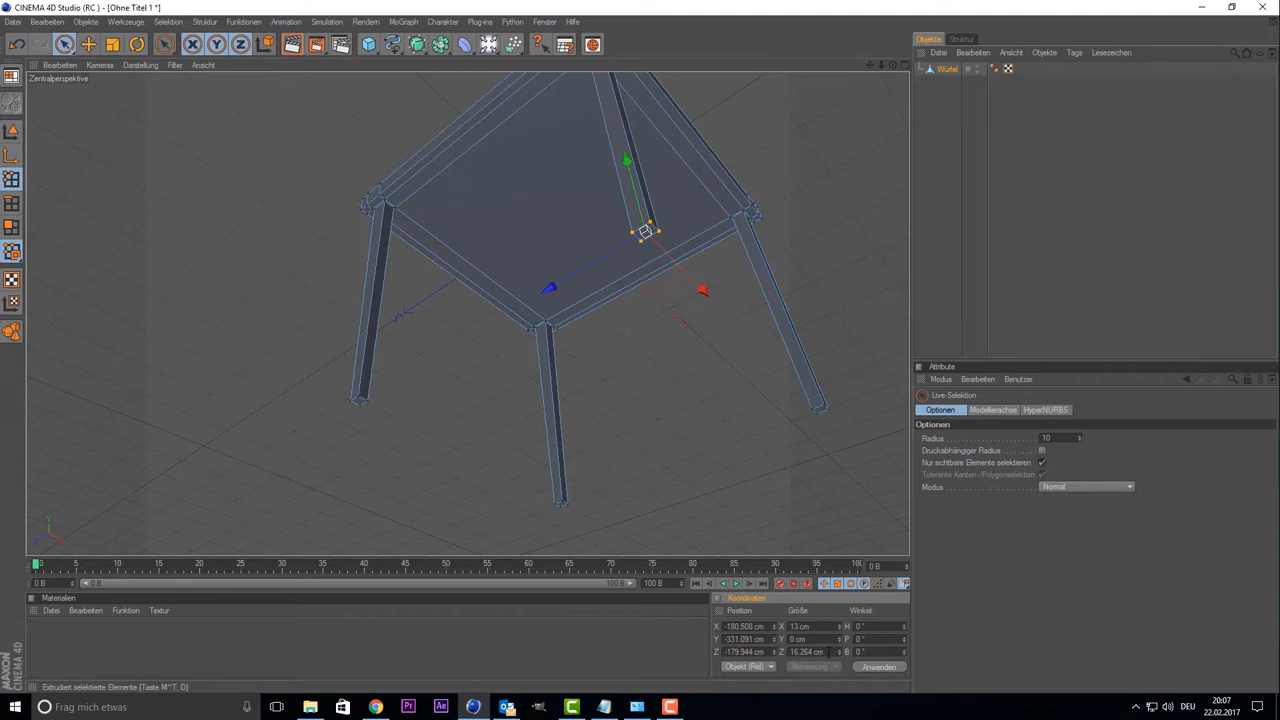 CINEMA 4D Studio (RC ) - [Ohne Titel 1 *]
Datei Bearbeiten Objekte Werkzeuge Selektion Struktur Funktionen Animation Simulation Rendern MoGraph Charakter Plug-ins Python Fenster Hilfe
Objekte Struktur
Bearbeiten Kameras Darstellung Filter Ansicht
Datei Bearbeiten Ansicht Objekte Tags Lesezeichen
Zentralperspektive
Würfel
Attribute
Modus Bearbeiten Benutzer
Live-Selektion
Optionen Modellierachse HyperNURBS
Optionen
Radius 10
Druckabhängiger Radius
Nur sichtbare Elemente selektieren
Tolerante Kanten-/Polygonselektion
Modus Normal
0 5 10 15 20 25 30 35 40 45 50 55 60 65 70 75 80 85 90 95 100 0 B
0 B 0 B 100 B 100 B
Materialien
Datei Bearbeiten Funktion Textur
Koordinaten
Position Größe Winkel
X -180.508 cm X 13 cm H 0 °
Y -331.091 cm Y 0 cm P 0 °
Z -179.944 cm Z 16.264 cm B 0 °
Objekt (Rel) Abmessung Anwenden
MAXON CINEMA 4D
Extrudiert selektierte Elemente [Taste M~T, D]
Frag mich etwas
Pr Ae
DEU
20:07
22.02.2017